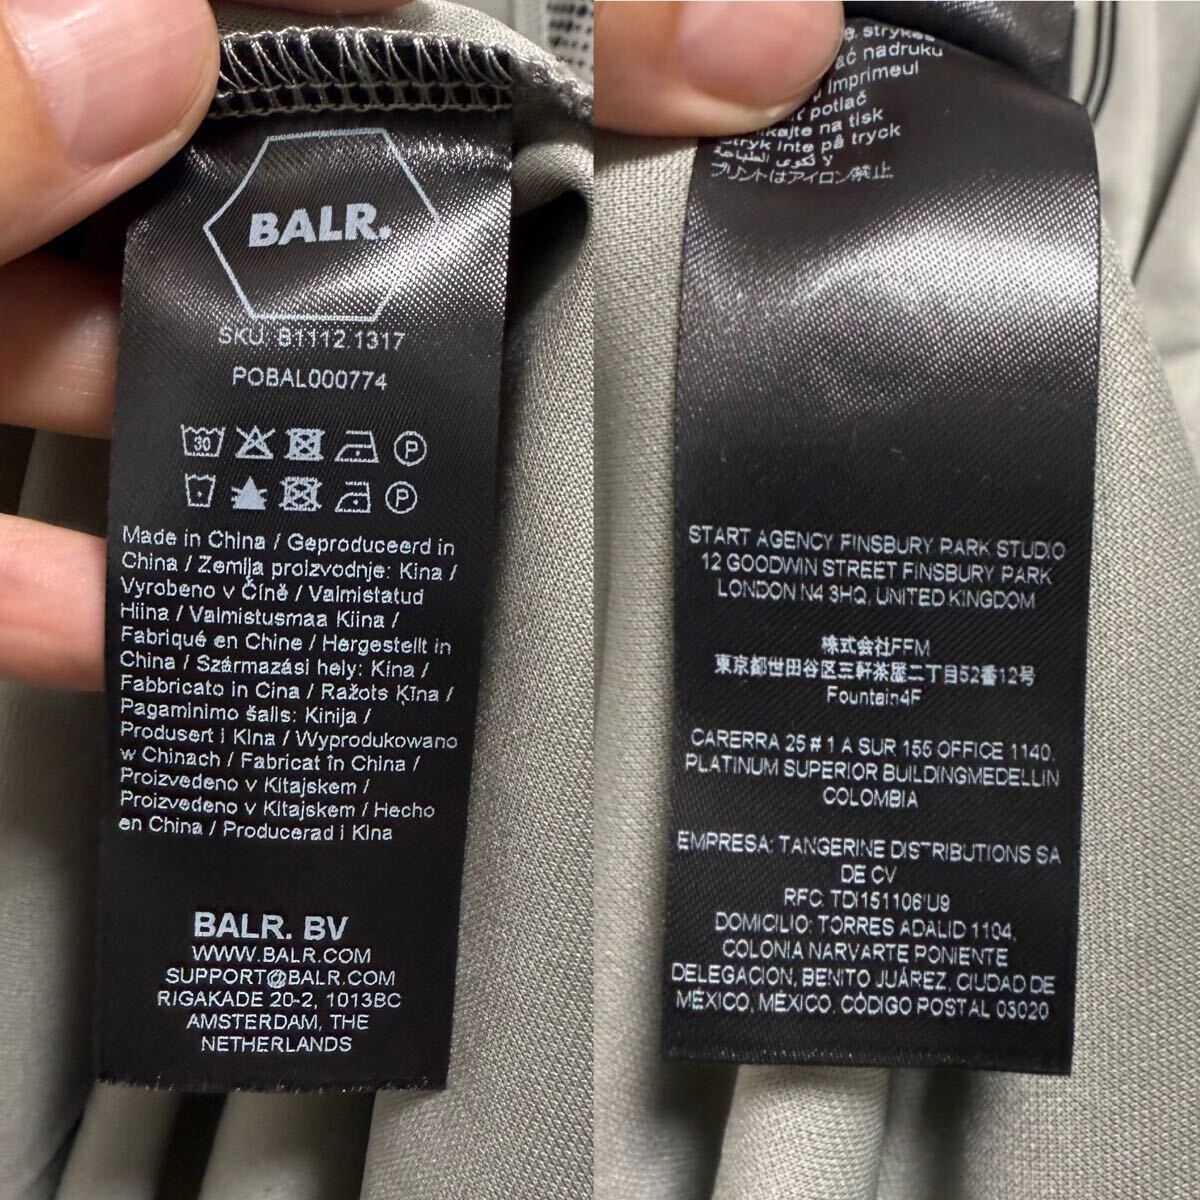 BALR.
SKU: B1112 1317
POBAL000774
30 P
P
Made in China / Geproduceerd in
China / Zemlja proizvodnje: Kina /
Vyrobeno v Číně / Valmistatud
Hiina / Valmistusmaa Kiina /
Fabriqué en Chine / Hergestellt in
China / Származási hely: Kína /
Fabbricato in Cina / Ražots Ķīna /
Pagaminimo šalis: Kinija /
Produsert i Kina / Wyprodukowano
w Chinach / Fabricat în China /
Proizvedeno v Kitajskem /
Proizvedeno v Kitajskem / Hecho
en China / Producerad i Kina
BALR. BV
WWW.BALR.COM
SUPPORT@BALR.COM
RIGAKADE 20-2, 1013BC
AMSTERDAM, THE
NETHERLANDS
nadruku
Imprimeul
potlač
na tisk
stryk inte på tryck
プリントはアイロン禁止
START AGENCY FINSBURY PARK STUDIO
12 GOODWIN STREET FINSBURY PARK
LONDON N4 3HQ, UNITED KINGDOM
株式会社FFM
東京都世田谷区三軒茶屋二丁目52番12号
Fountain4F
CARERRA 25 # 1 A SUR 155 OFFICE 1140,
PLATINUM SUPERIOR BUILDINGMEDELLIN
COLOMBIA
EMPRESA: TANGERINE DISTRIBUTIONS SA
DE CV
RFC: TDI151106IU9
DOMICILIO: TORRES ADALID 1104,
COLONIA NARVARTE PONIENTE
DELEGACION, BENITO JUÁREZ, CIUDAD DE
MÉXICO, MÉXICO. CÓDIGO POSTAL 03020